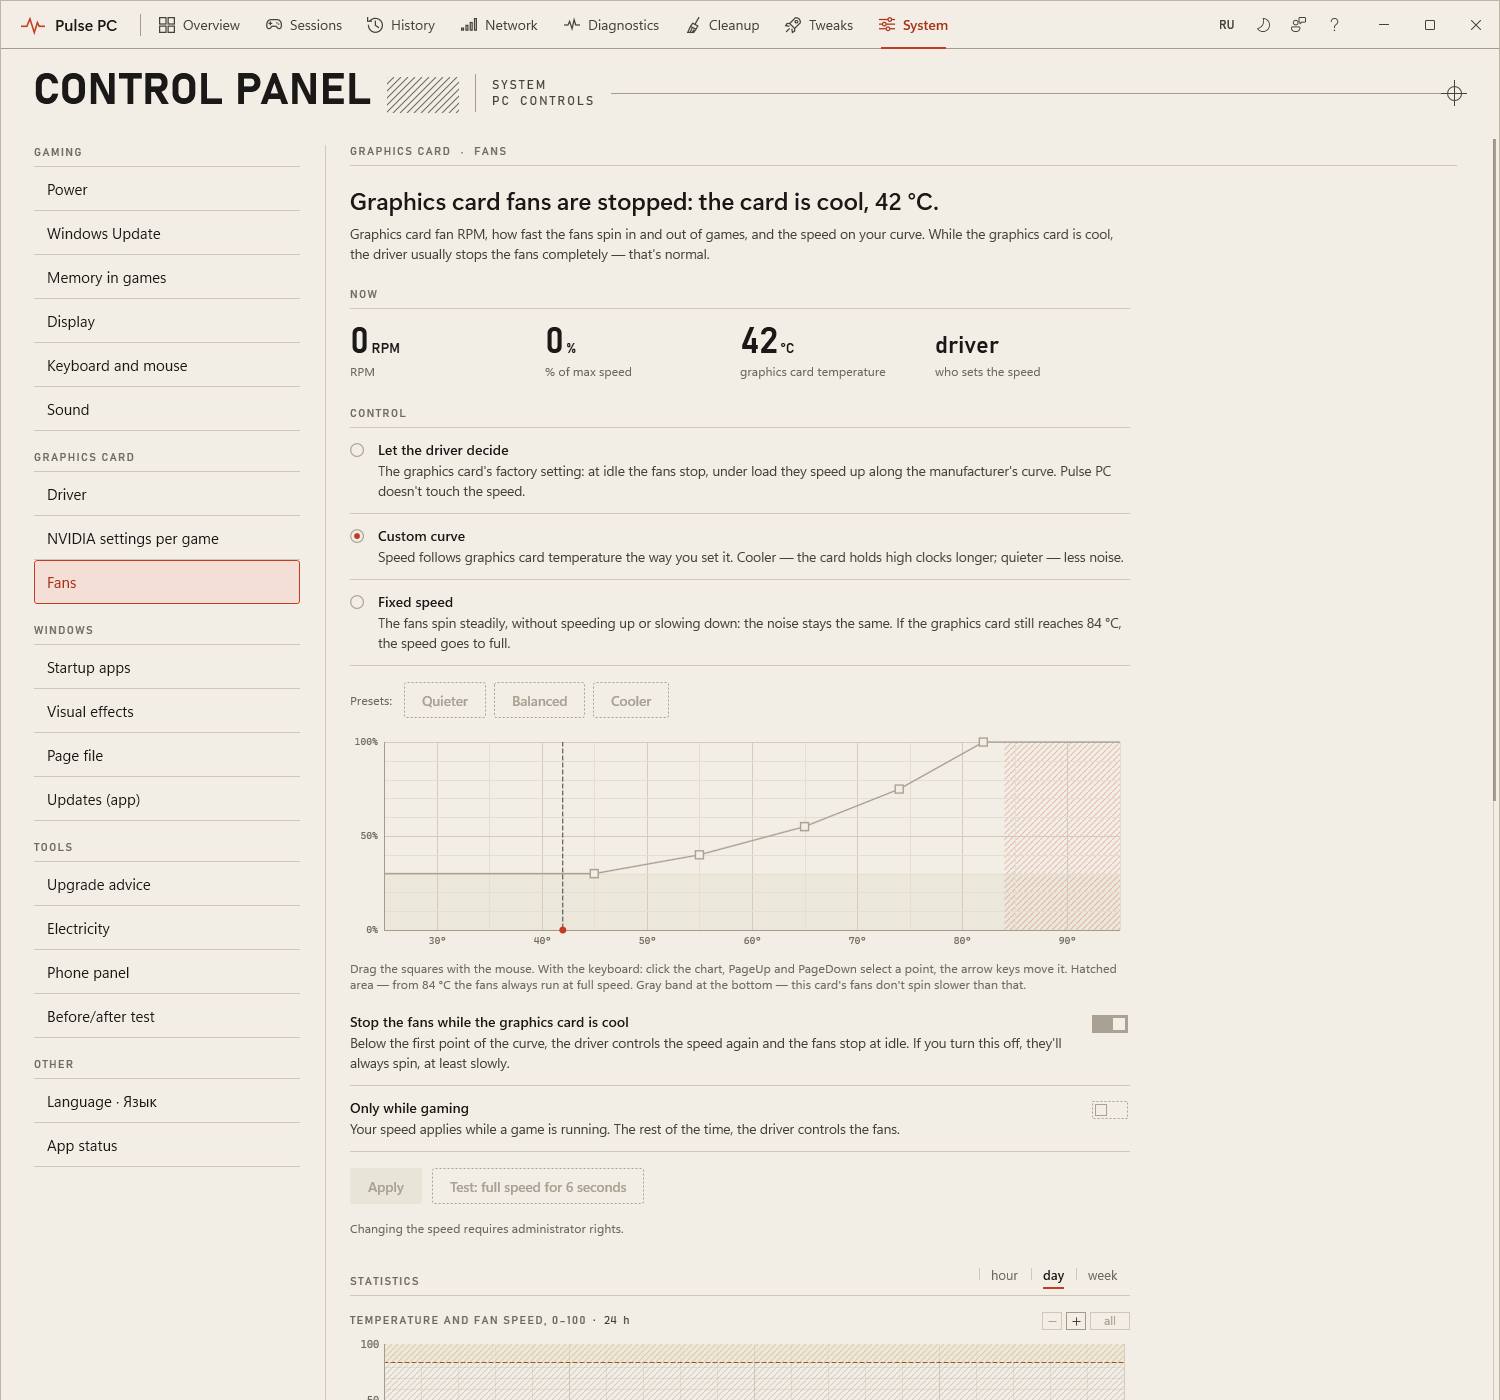 Pulse PC
Overview
Sessions
History
Network
Diagnostics
Cleanup
Tweaks
System
RU
CONTROL PANEL
SYSTEM
PC CONTROLS
GAMING
Power
Windows Update
Memory in games
Display
Keyboard and mouse
Sound
GRAPHICS CARD
Driver
NVIDIA settings per game
Fans
WINDOWS
Startup apps
Visual effects
Page file
Updates (app)
TOOLS
Upgrade advice
Electricity
Phone panel
Before/after test
OTHER
Language · Язык
App status
GRAPHICS CARD · FANS
Graphics card fans are stopped: the card is cool, 42 °C.
Graphics card fan RPM, how fast the fans spin in and out of games, and the speed on your curve. While the graphics card is cool,
the driver usually stops the fans completely — that's normal.
NOW
0 RPM
RPM
0 %
% of max speed
42 °C
graphics card temperature
driver
who sets the speed
CONTROL
Let the driver decide
The graphics card's factory setting: at idle the fans stop, under load they speed up along the manufacturer's curve. Pulse PC
doesn't touch the speed.
Custom curve
Speed follows graphics card temperature the way you set it. Cooler — the card holds high clocks longer; quieter — less noise.
Fixed speed
The fans spin steadily, without speeding up or slowing down: the noise stays the same. If the graphics card still reaches 84 °C,
the speed goes to full.
Presets:
Quieter
Balanced
Cooler
100%
50%
0%
30°
40°
50°
60°
70°
80°
90°
Drag the squares with the mouse. With the keyboard: click the chart, PageUp and PageDown select a point, the arrow keys move it. Hatched
area — from 84 °C the fans always run at full speed. Gray band at the bottom — this card's fans don't spin slower than that.
Stop the fans while the graphics card is cool
Below the first point of the curve, the driver controls the speed again and the fans stop at idle. If you turn this off, they'll
always spin, at least slowly.
Only while gaming
Your speed applies while a game is running. The rest of the time, the driver controls the fans.
Apply
Test: full speed for 6 seconds
Changing the speed requires administrator rights.
STATISTICS
hour
day
week
TEMPERATURE AND FAN SPEED, 0–100 · 24 h
all
100
50